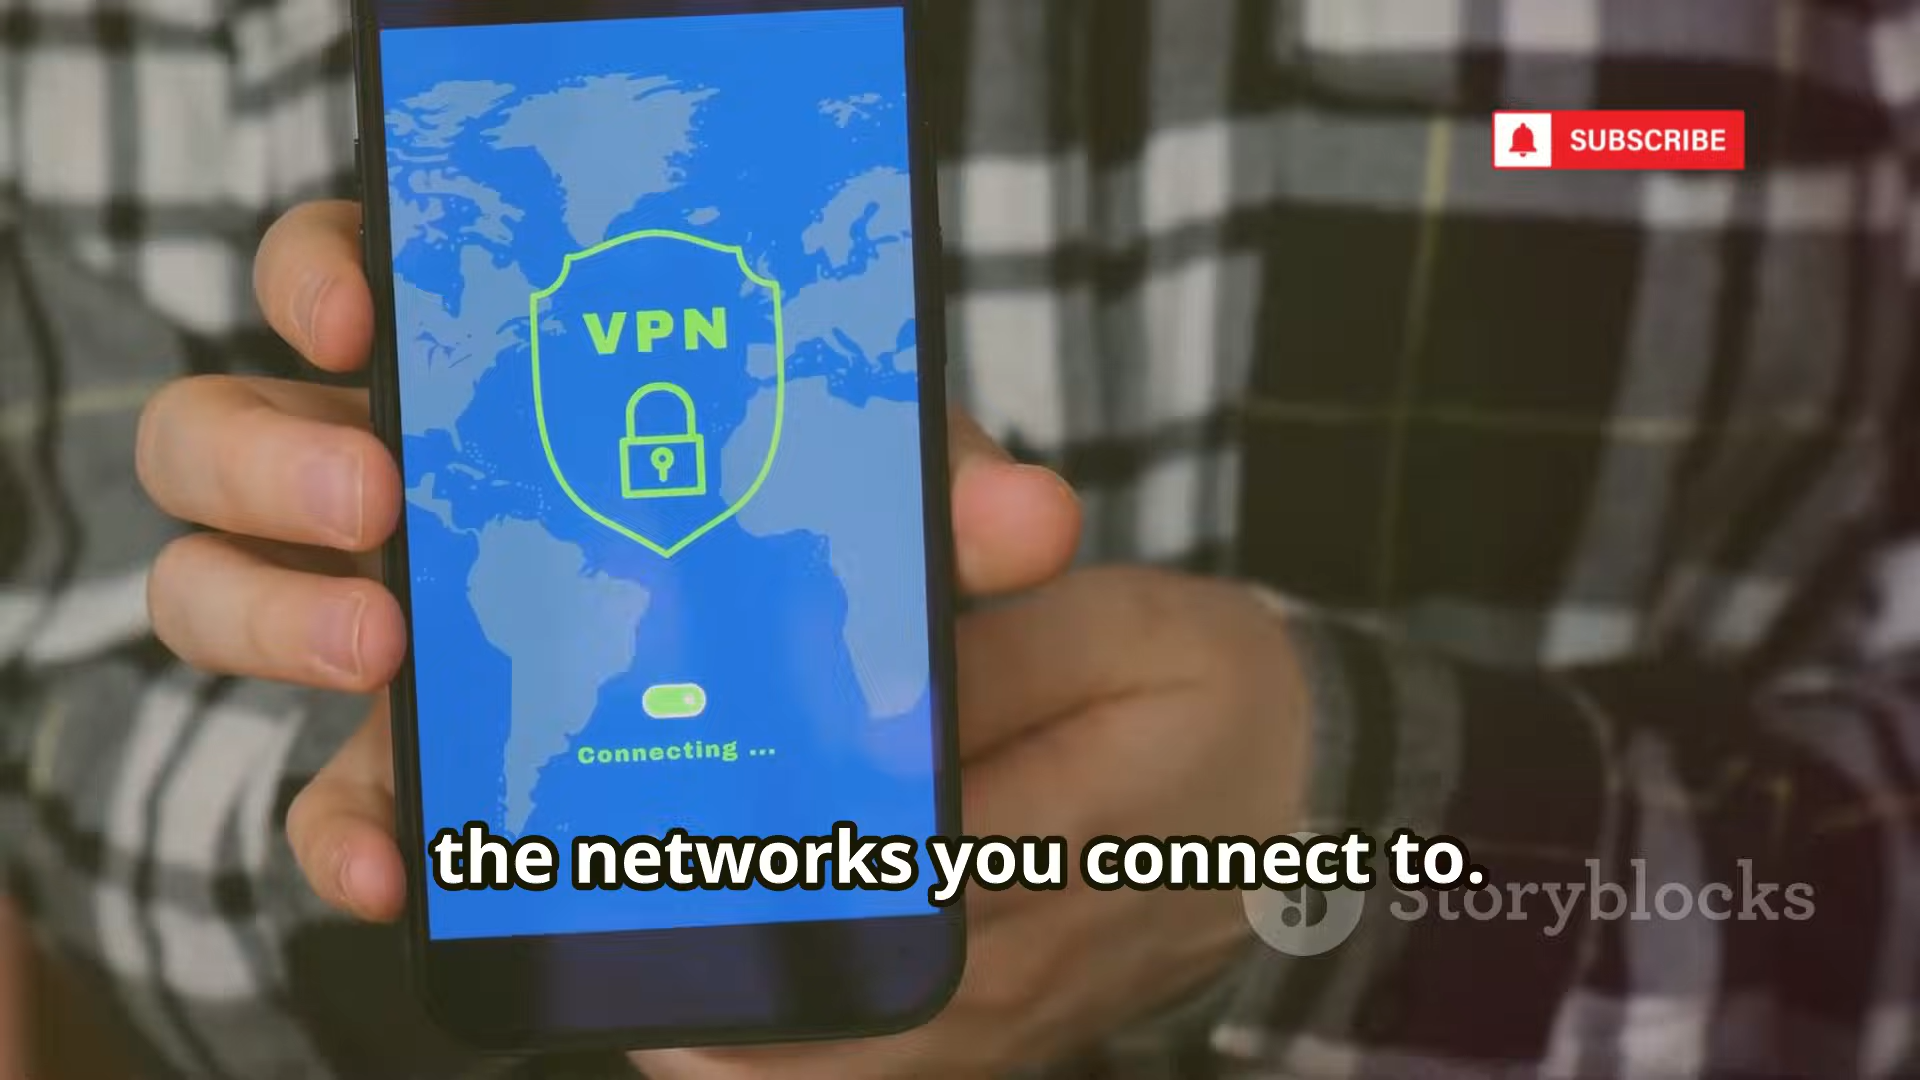 SUBSCRIBE
VPN
Connecting ...
the networks you connect to.
Storyblocks